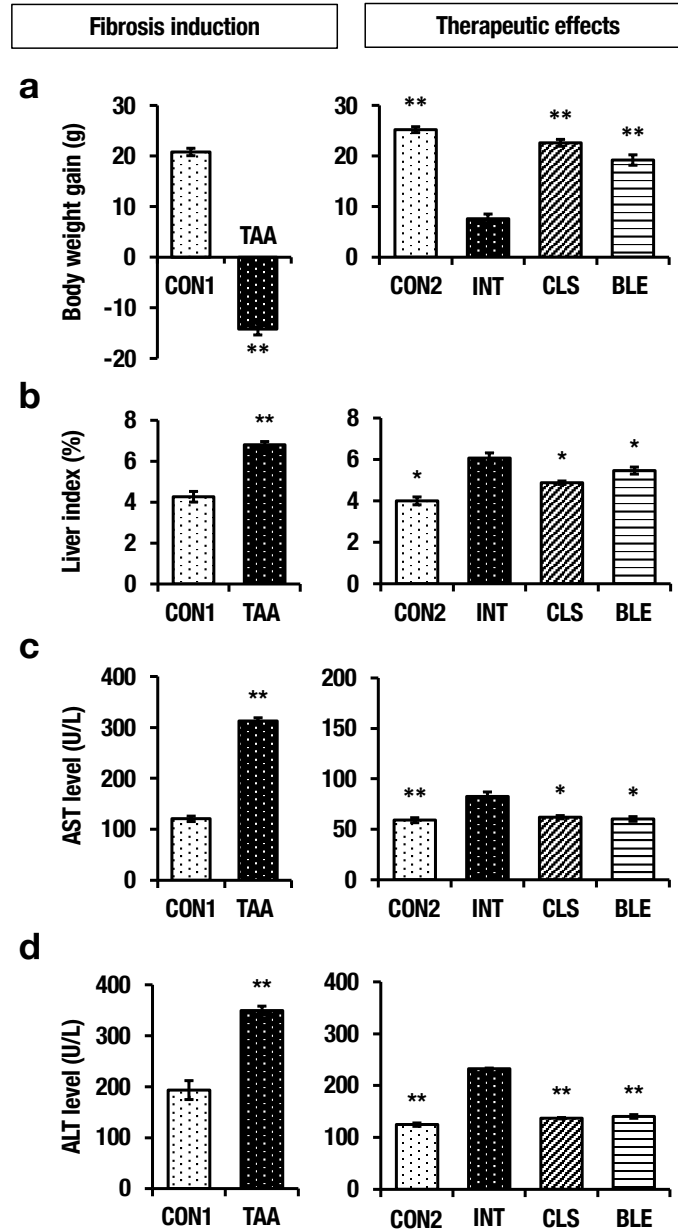 Fibrosis induction
Therapeutic effects
a
Body weight gain (g)
30
20
10
0
-10
-20
CON1
TAA
**
30
20
10
0
**
**
**
CON2 INT CLS BLE
b
Liver index (%)
8
6
4
2
0
**
CON1 TAA
8
6
4
2
0
*
*
*
CON2 INT CLS BLE
c
AST level (U/L)
400
300
200
100
0
**
CON1 TAA
200
150
100
50
0
**
*
*
CON2 INT CLS BLE
d
ALT level (U/L)
400
300
200
100
0
**
CON1 TAA
400
300
200
100
0
**
**
**
CON2 INT CLS BLE